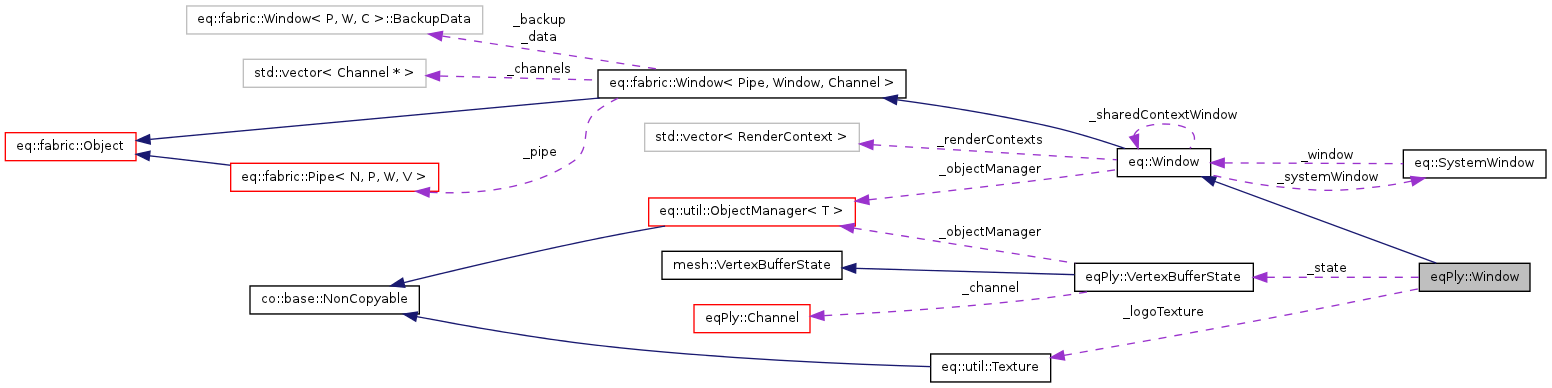 eq::fabric::Window< P, W, C >::BackupData
_backup
_data
std::vector< Channel * >
_channels
eq::fabric::Window< Pipe, Window, Channel >
_sharedContextWindow
std::vector< RenderContext >
_renderContexts
eq::fabric::Object
_pipe
_window
eq::Window
eq::SystemWindow
_objectManager
eq::fabric::Pipe< N, P, W, V >
_systemWindow
eq::util::ObjectManager< T >
_objectManager
mesh::VertexBufferState
_state
eqPly::VertexBufferState
eqPly::Window
_channel
co::base::NonCopyable
eqPly::Channel
_logoTexture
eq::util::Texture